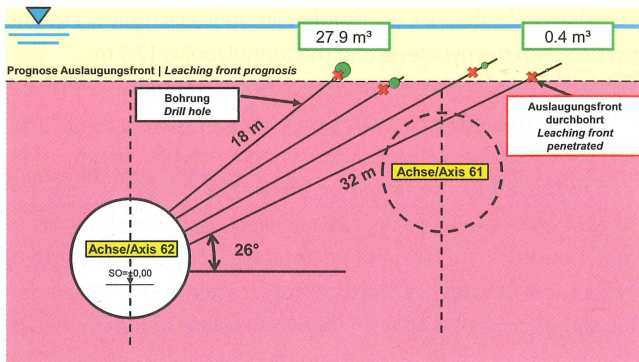 27.9 m³
0.4 m³
Prognose Auslaugungsfront | Leaching front prognosis
Bohrung
Drill hole
18 m
Auslaugungsfront
durchbohrt
Leaching front
penetrated
32 m
Achse/Axis 61
Achse/Axis 62
26°
SO=±0,00